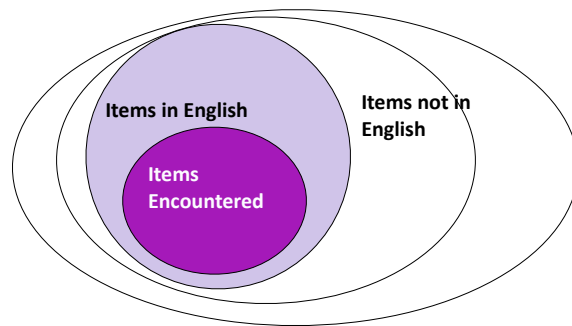 Items in English
Items not in
English
Items
Encountered